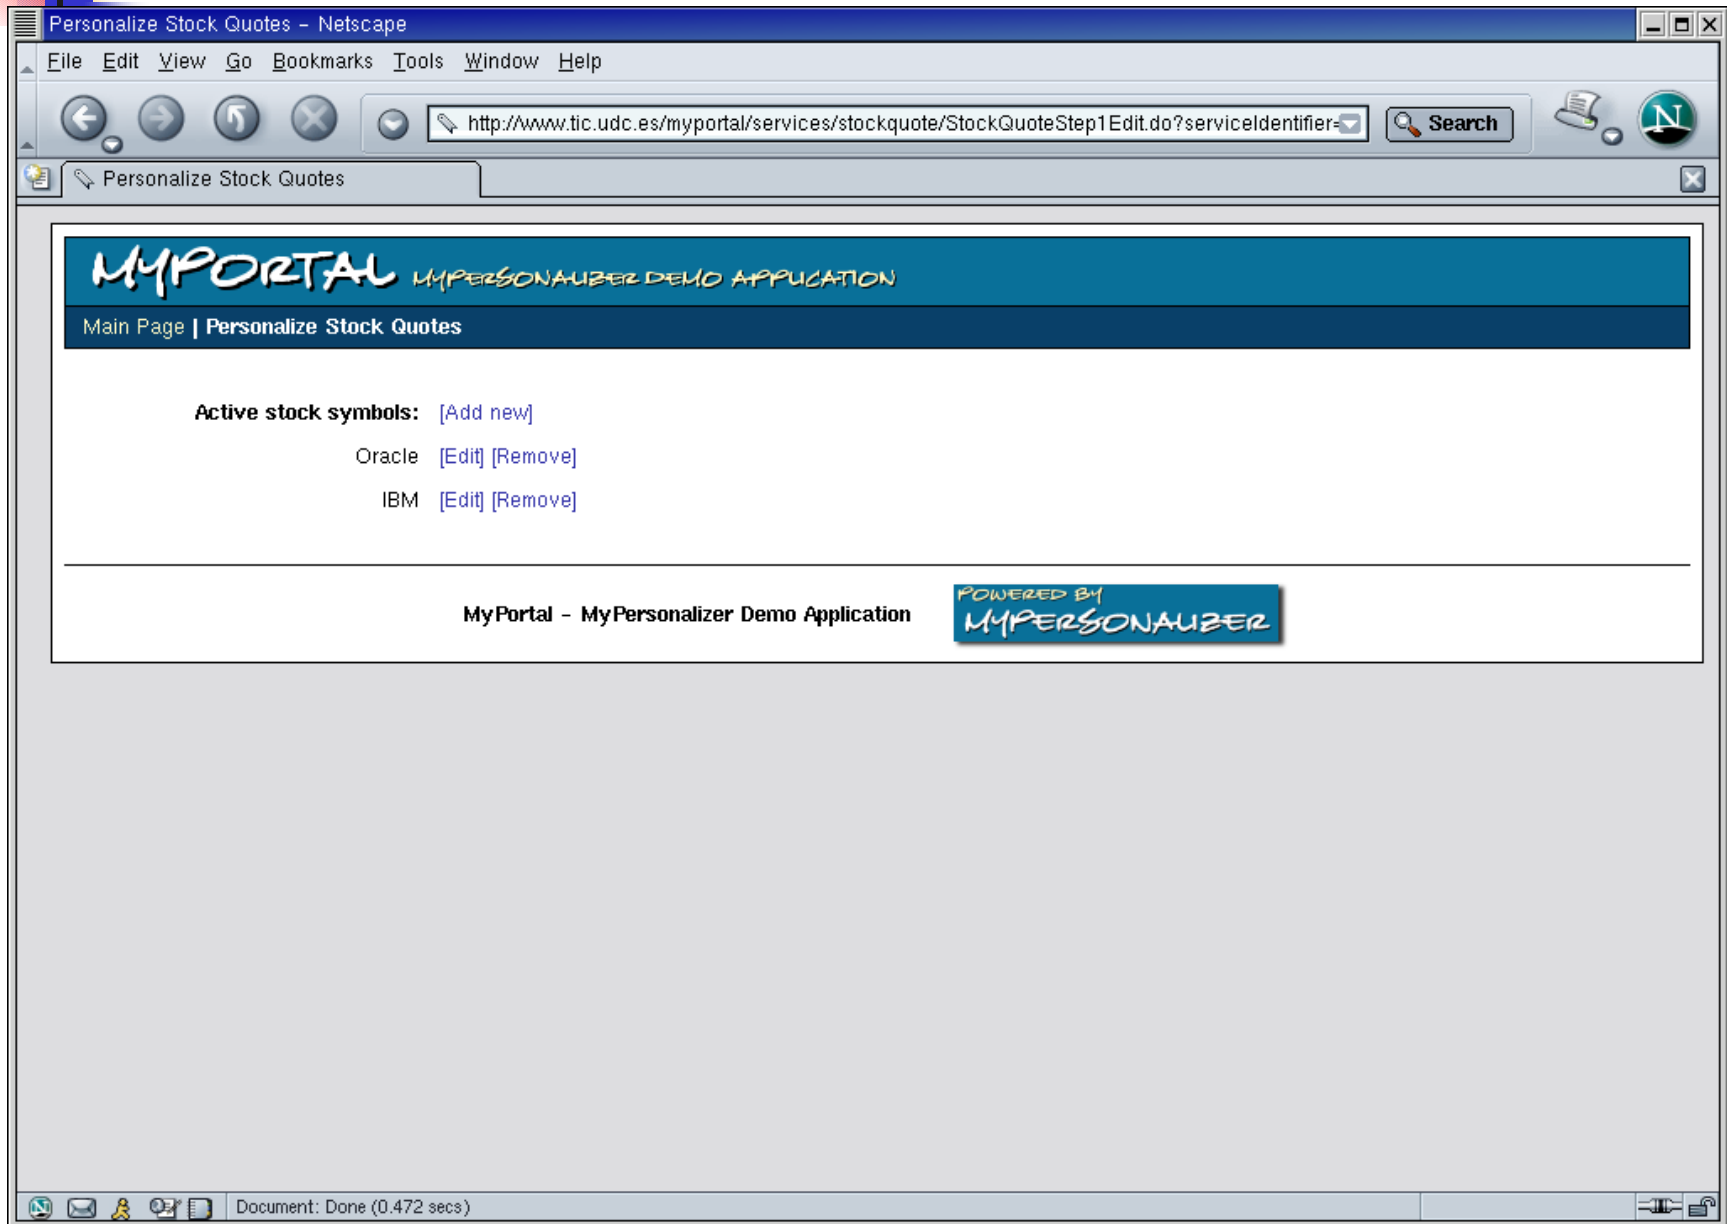 Personalize Stock Quotes – Netscape
File Edit View Go Bookmarks Tools Window Help
http://www.tic.udc.es/myportal/services/stockquote/StockQuoteStep1Edit.do?serviceIdentifier=
Search
N
Personalize Stock Quotes
MYPORTAL MYPERSONALIZER DEMO APPLICATION
Main Page | Personalize Stock Quotes
Active stock symbols: [Add new]
Oracle [Edit] [Remove]
IBM [Edit] [Remove]
MyPortal – MyPersonalizer Demo Application
POWERED BY
MYPERSONALIZER
Document: Done (0.472 secs)